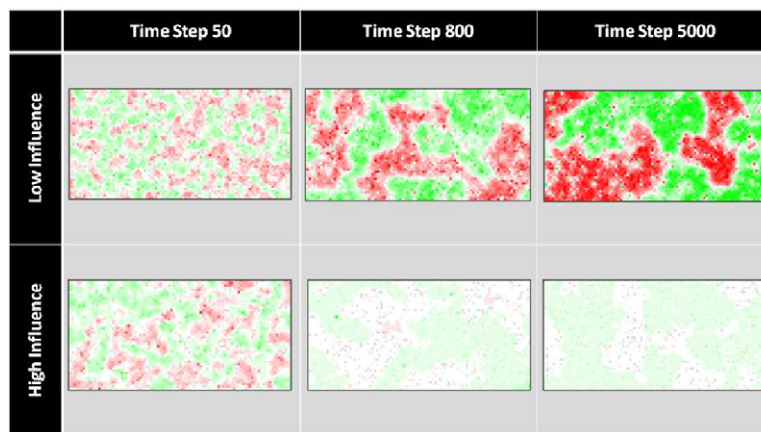 Time Step 50
Time Step 800
Time Step 5000
Low Influence
High Influence